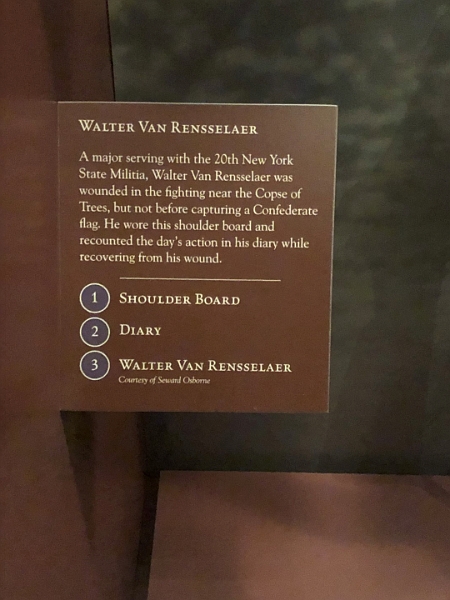 Walter Van Rensselaer
A major serving with the 20th New York
State Militia, Walter Van Rensselaer was
wounded in the fighting near the Copse of
Trees, but not before capturing a Confederate
flag. He wore this shoulder board and
recounted the day's action in his diary while
recovering from his wound.
1 Shoulder Board
2 Diary
3 Walter Van Rensselaer
Courtesy of Seward Osborne